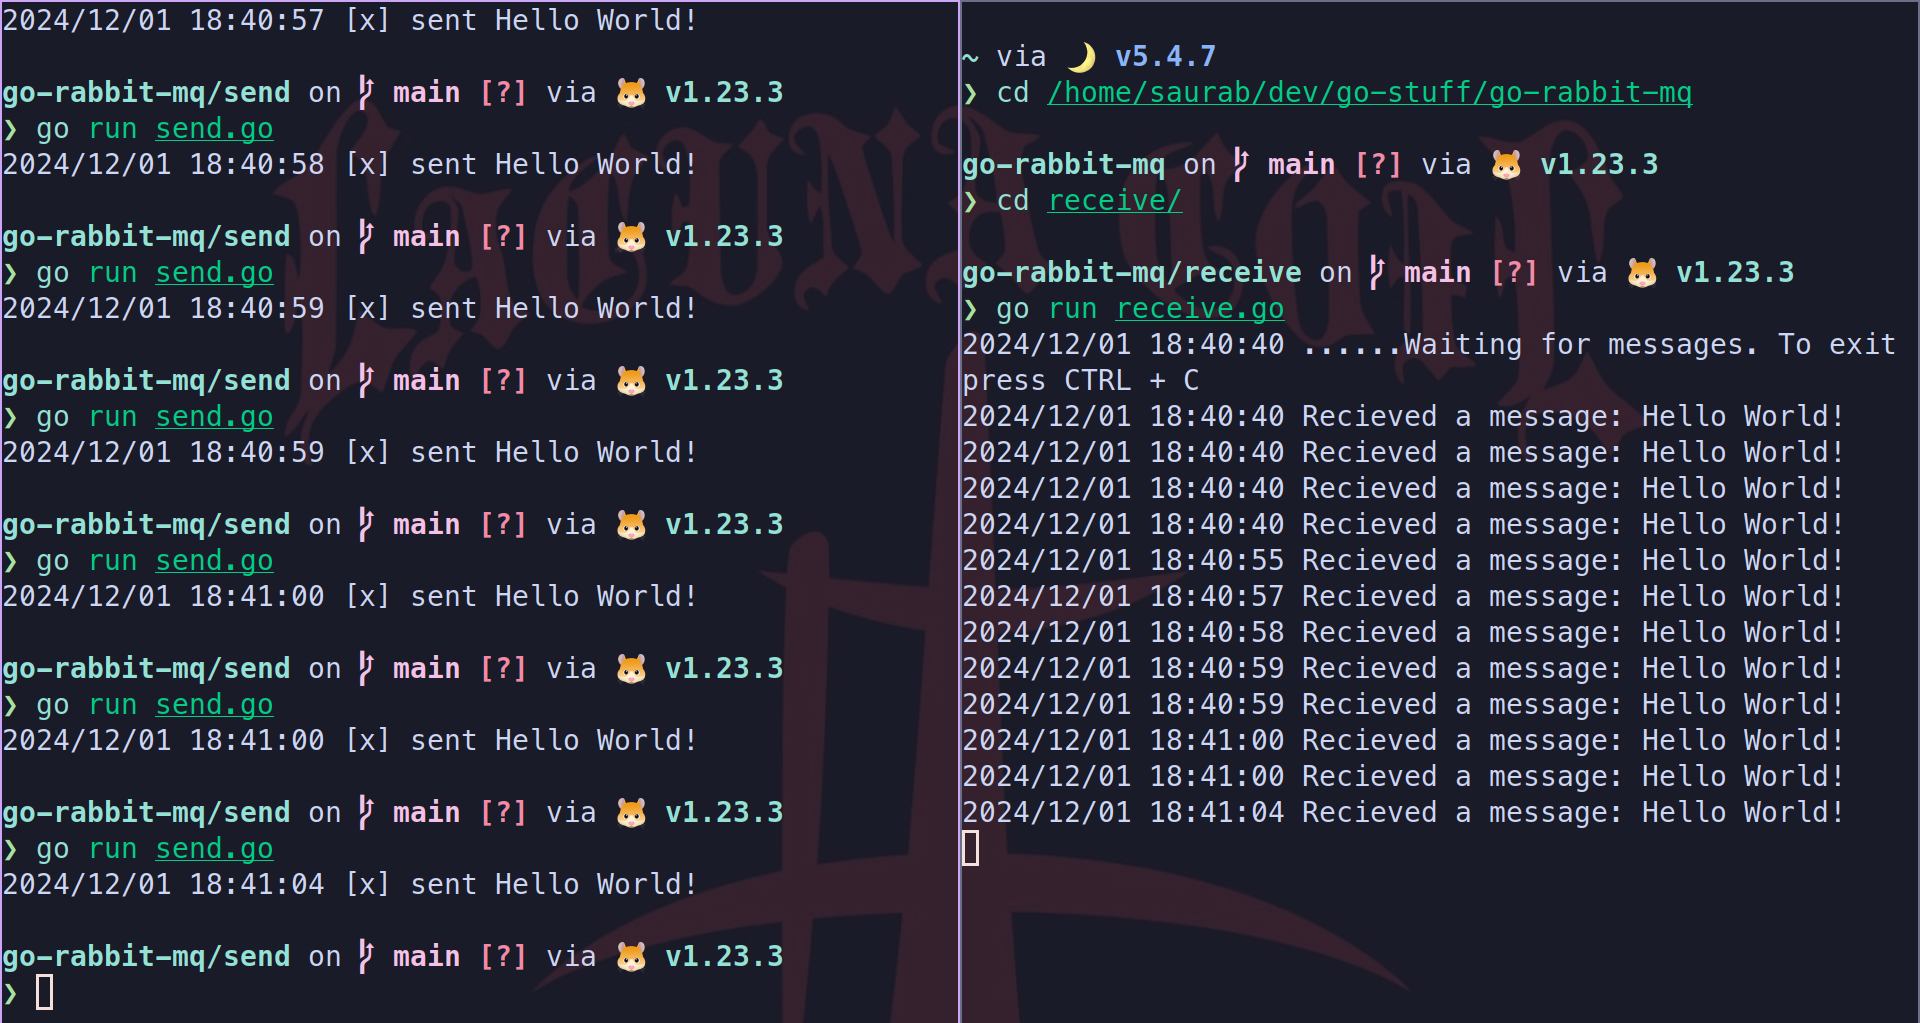 2024/12/01 18:40:57 [x] sent Hello World!
go-rabbit-mq/send on main [?] via 🐹 v1.23.3
❯ go run send.go
2024/12/01 18:40:58 [x] sent Hello World!
go-rabbit-mq/send on main [?] via 🐹 v1.23.3
❯ go run send.go
2024/12/01 18:40:59 [x] sent Hello World!
go-rabbit-mq/send on main [?] via 🐹 v1.23.3
❯ go run send.go
2024/12/01 18:40:59 [x] sent Hello World!
go-rabbit-mq/send on main [?] via 🐹 v1.23.3
❯ go run send.go
2024/12/01 18:41:00 [x] sent Hello World!
go-rabbit-mq/send on main [?] via 🐹 v1.23.3
❯ go run send.go
2024/12/01 18:41:00 [x] sent Hello World!
go-rabbit-mq/send on main [?] via 🐹 v1.23.3
❯ go run send.go
2024/12/01 18:41:04 [x] sent Hello World!
go-rabbit-mq/send on main [?] via 🐹 v1.23.3
❯
~ via 🌙 v5.4.7
❯ cd /home/saurab/dev/go-stuff/go-rabbit-mq
go-rabbit-mq on main [?] via 🐹 v1.23.3
❯ cd receive/
go-rabbit-mq/receive on main [?] via 🐹 v1.23.3
❯ go run receive.go
2024/12/01 18:40:40 ......Waiting for messages. To exit
press CTRL + C
2024/12/01 18:40:40 Recieved a message: Hello World!
2024/12/01 18:40:40 Recieved a message: Hello World!
2024/12/01 18:40:40 Recieved a message: Hello World!
2024/12/01 18:40:40 Recieved a message: Hello World!
2024/12/01 18:40:55 Recieved a message: Hello World!
2024/12/01 18:40:57 Recieved a message: Hello World!
2024/12/01 18:40:58 Recieved a message: Hello World!
2024/12/01 18:40:59 Recieved a message: Hello World!
2024/12/01 18:40:59 Recieved a message: Hello World!
2024/12/01 18:41:00 Recieved a message: Hello World!
2024/12/01 18:41:00 Recieved a message: Hello World!
2024/12/01 18:41:04 Recieved a message: Hello World!
Lacuna Coil